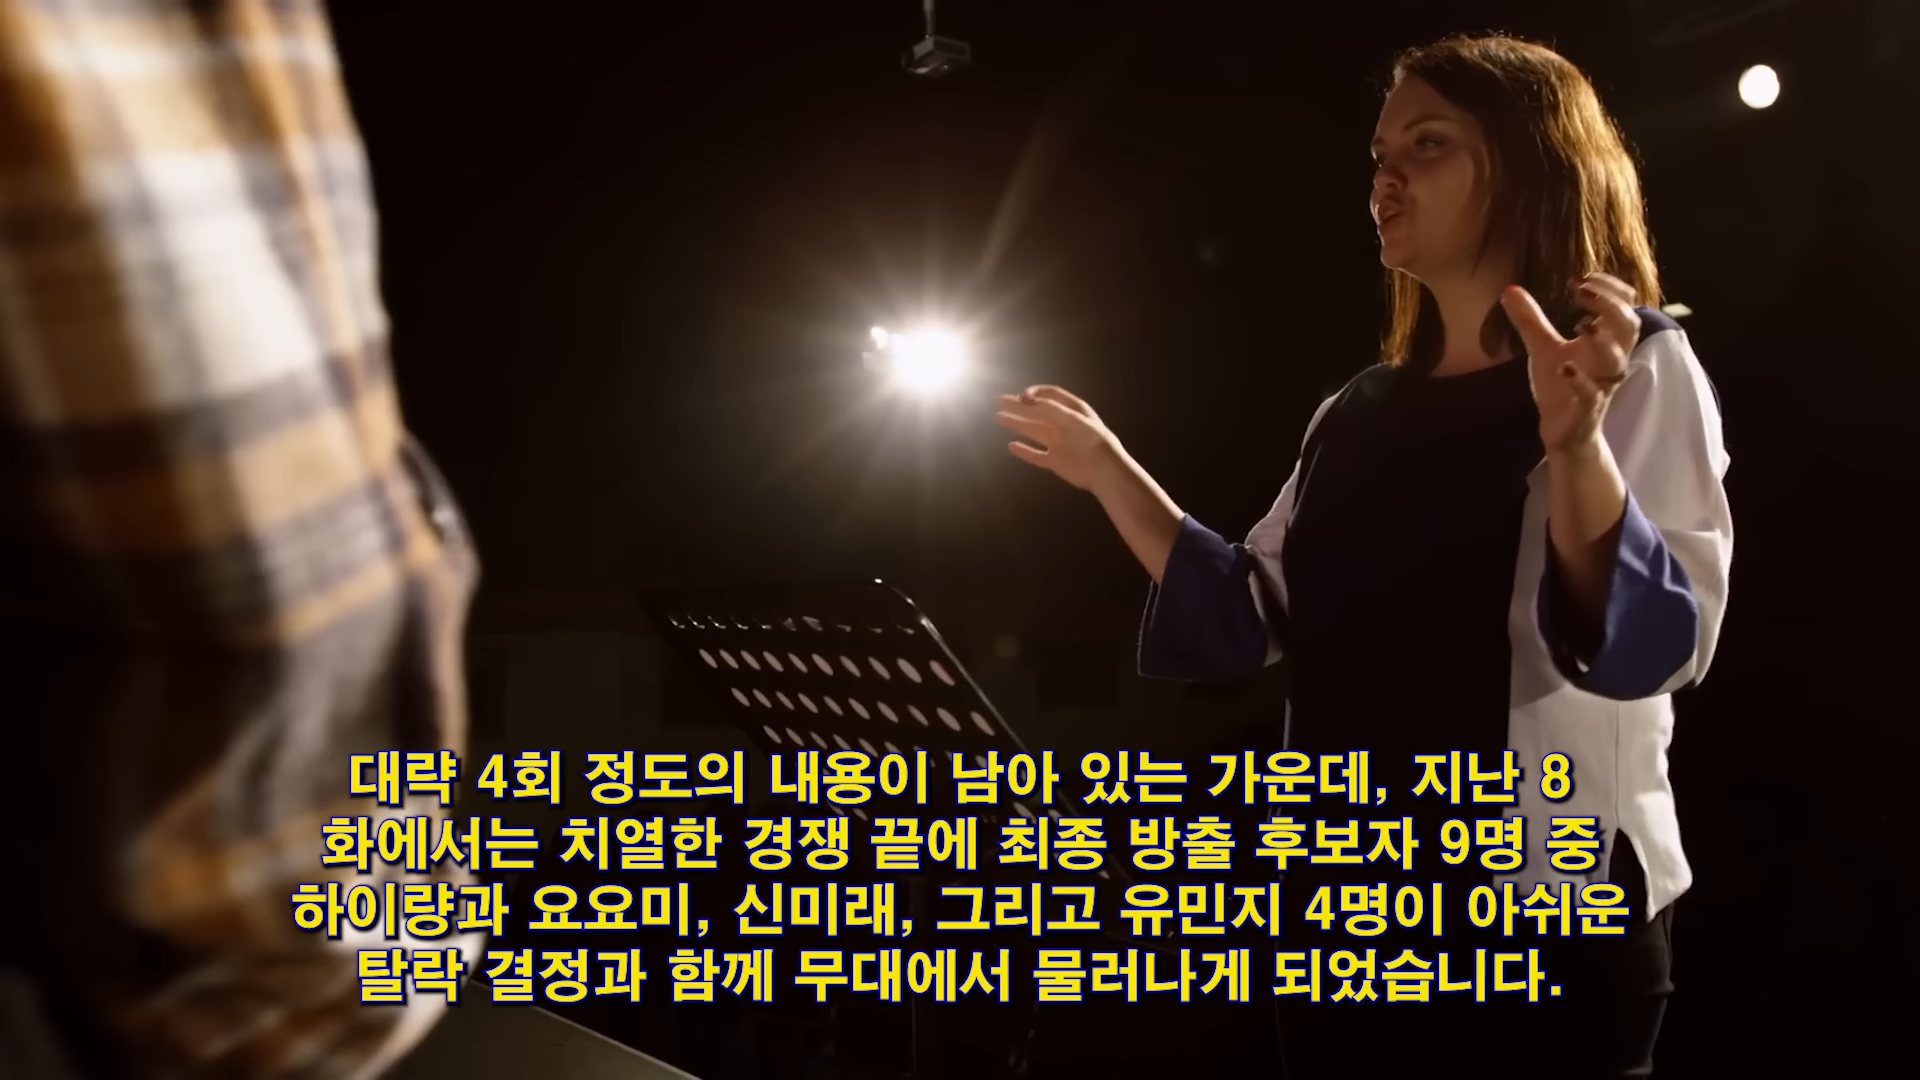 대략 4회 정도의 내용이 남아 있는 가운데, 지난 8
화에서는 치열한 경쟁 끝에 최종 방출 후보자 9명 중
하이량과 요요미, 신미래, 그리고 유민지 4명이 아쉬운
탈락 결정과 함께 무대에서 물러나게 되었습니다.